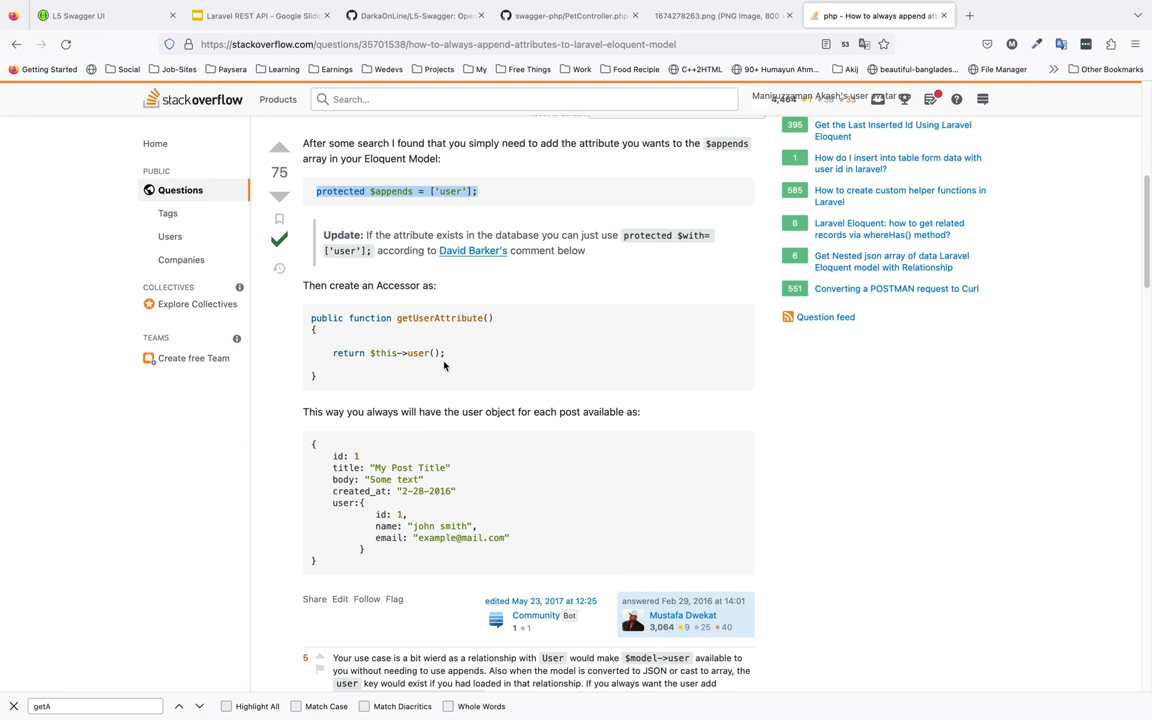 L5 Swagger UI
Laravel REST API - Google Slide
DarkaOnLine/L5-Swagger: Ope
swagger-php/PetController.php
1674278263.png (PNG Image, 800
php - How to always append att
https://stackoverflow.com/questions/35701538/how-to-always-append-attributes-to-laravel-eloquent-model
53
Getting Started
Social
Job-Sites
Paysera
Learning
Earnings
Wedevs
Projects
My
Free Things
Work
Food Recipie
C++2HTML
90+ Humayun Ahm...
Akij
beautiful-banglades...
File Manager
Other Bookmarks
stackoverflow
Products
Search...
Maniruzzaman Akash's user avatar
4,464
Home
PUBLIC
Questions
Tags
Users
Companies
COLLECTIVES
Explore Collectives
TEAMS
Create free Team
75
After some search I found that you simply need to add the attribute you wants to the $appends
array in your Eloquent Model:
protected $appends = ['user'];
Update: If the attribute exists in the database you can just use protected $with=
['user']; according to David Barker's comment below
Then create an Accessor as:
public function getUserAttribute()
{
return $this->user();
}
This way you always will have the user object for each post available as:
{
id: 1
title: "My Post Title"
body: "Some text"
created_at: "2-28-2016"
user:{
id: 1,
name: "john smith",
email: "example@mail.com"
}
}
Share Edit Follow Flag
edited May 23, 2017 at 12:25
Community Bot
1 1
answered Feb 29, 2016 at 14:01
Mustafa Dwekat
3,064 9 25 40
5
Your use case is a bit wierd as a relationship with User would make $model->user available to
you without needing to use appends. Also when the model is converted to JSON or cast to array, the
user key would exist if you had loaded in that relationship. If you always want the user add
395 Get the Last Inserted Id Using Laravel
Eloquent
1 How do I insert into table form data with
user id in laravel?
585 How to create custom helper functions in
Laravel
6 Laravel Eloquent: how to get related
records via whereHas() method?
6 Get Nested json array of data Laravel
Eloquent model with Relationship
551 Converting a POSTMAN request to Curl
Question feed
getA
Highlight All
Match Case
Match Diacritics
Whole Words